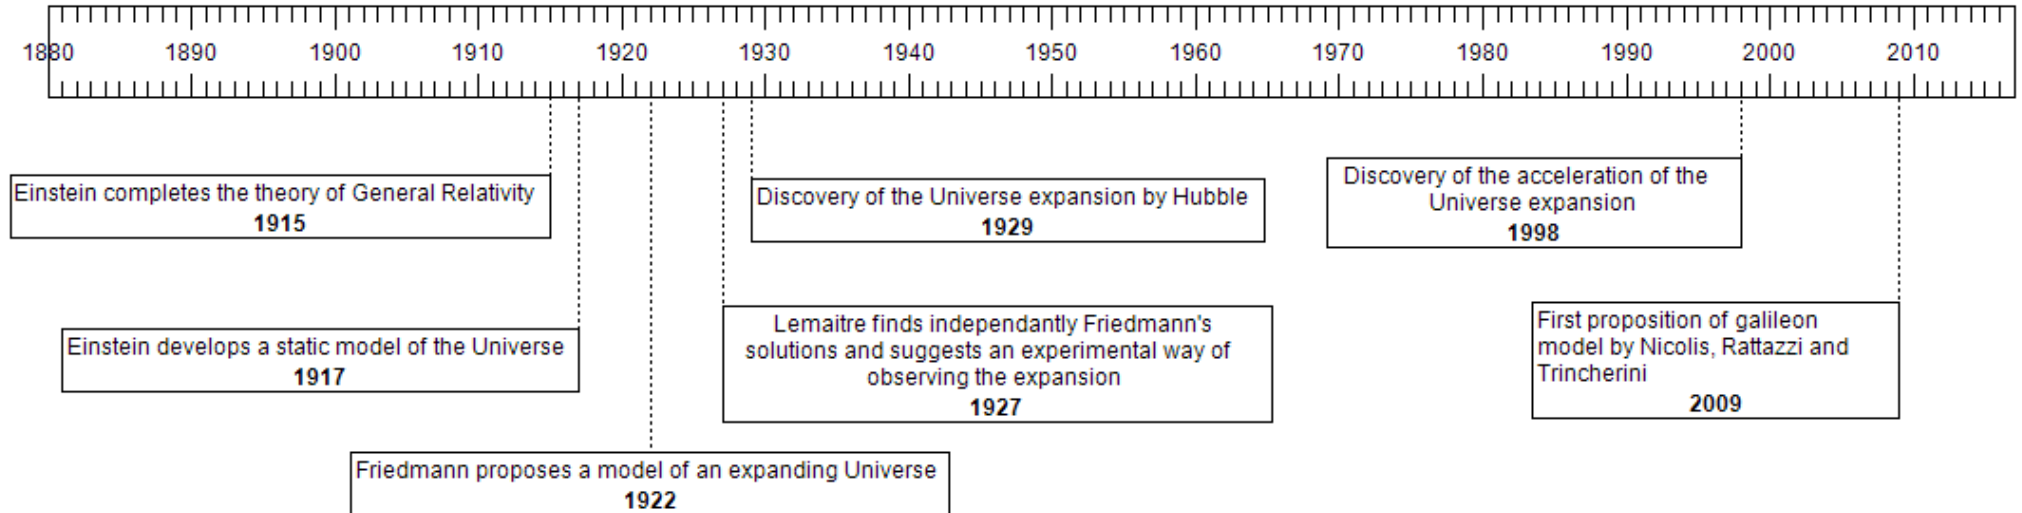 1880 1890 1900 1910 1920 1930 1940 1950 1960 1970 1980 1990 2000 2010
Einstein completes the theory of General Relativity
1915
Einstein develops a static model of the Universe
1917
Friedmann proposes a model of an expanding Universe
1922
Lemaitre finds independantly Friedmann's
solutions and suggests an experimental way of
observing the expansion
1927
Discovery of the Universe expansion by Hubble
1929
Discovery of the acceleration of the
Universe expansion
1998
First proposition of galileon
model by Nicolis, Rattazzi and
Trincherini
2009